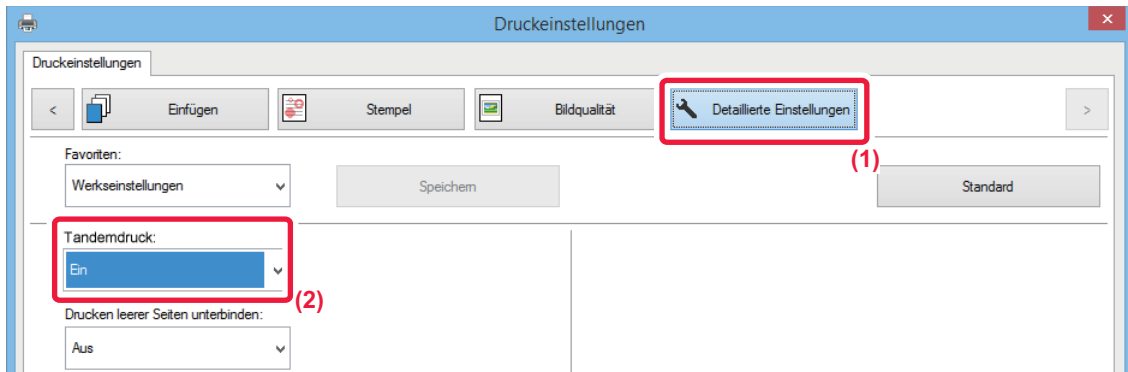 Druckeinstellungen
Druckeinstellungen
< Einfügen Stempel Bildqualität Detaillierte Einstellungen >
(1)
Favoriten:
Werkseinstellungen Speichern Standard
Tandemdruck:
Ein
(2)
Drucken leerer Seiten unterbinden:
Aus